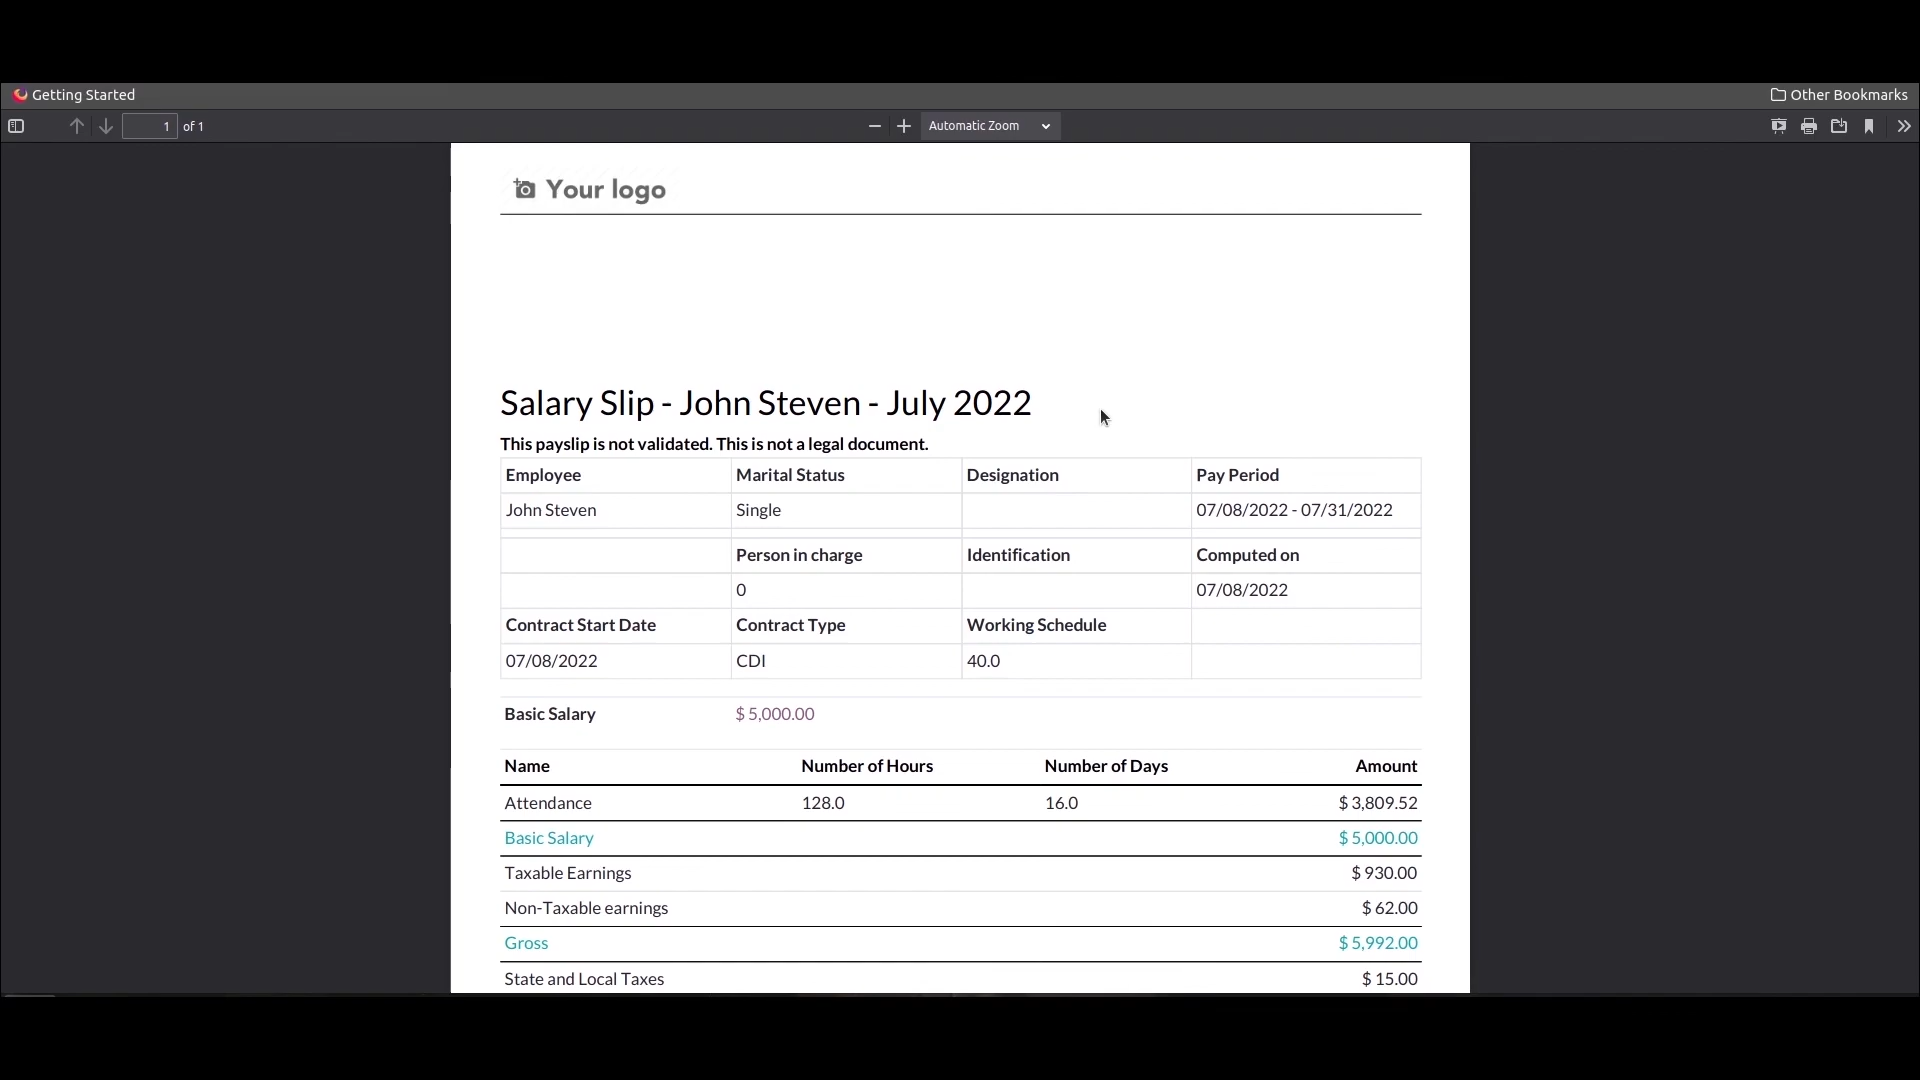 Getting Started Other Bookmarks
1 of 1 Automatic Zoom
Your logo
Salary Slip - John Steven - July 2022
This payslip is not validated. This is not a legal document.
Employee Marital Status Designation Pay Period
John Steven Single 07/08/2022 - 07/31/2022
Person in charge Identification Computed on
0 07/08/2022
Contract Start Date Contract Type Working Schedule
07/08/2022 CDI 40.0
Basic Salary $ 5,000.00
Name Number of Hours Number of Days Amount
Attendance 128.0 16.0 $ 3,809.52
Basic Salary $ 5,000.00
Taxable Earnings $ 930.00
Non-Taxable earnings $ 62.00
Gross $ 5,992.00
State and Local Taxes $ 15.00